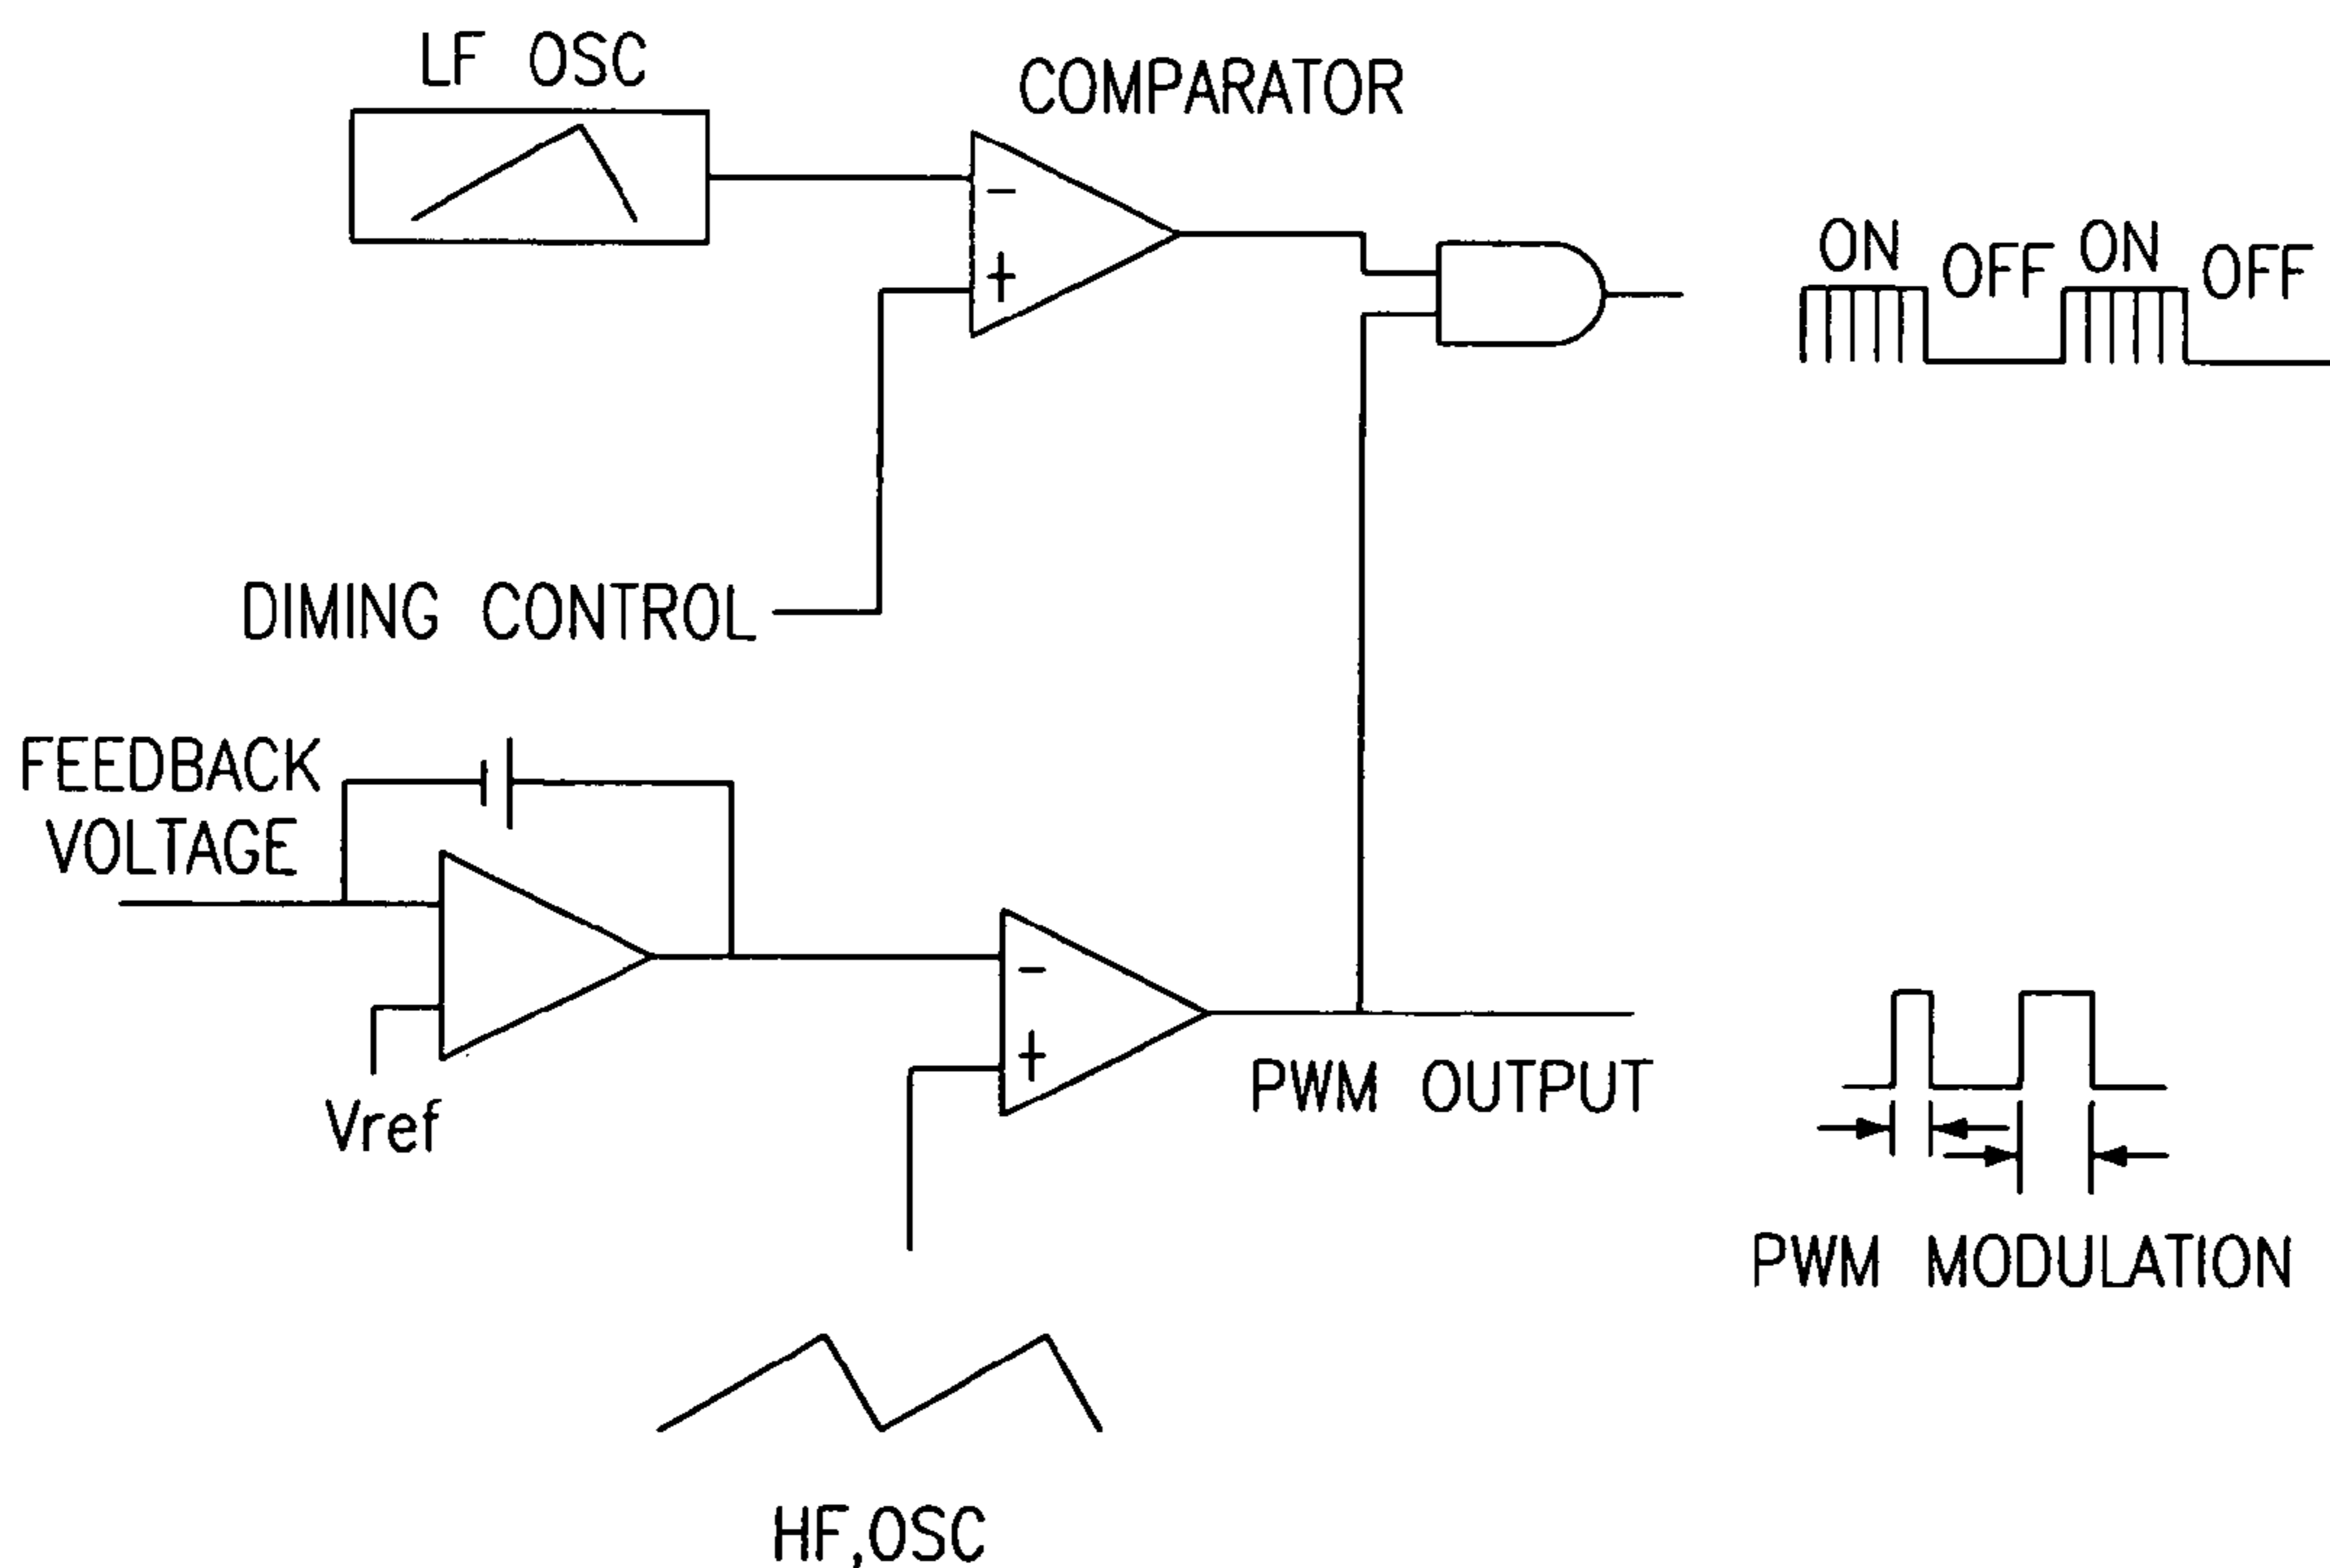 LF OSC
COMPARATOR
-
+
ON OFF ON OFF
DIMING CONTROL
FEEDBACK
VOLTAGE
-
+
Vref
PWM OUTPUT
PWM MODULATION
HF,OSC